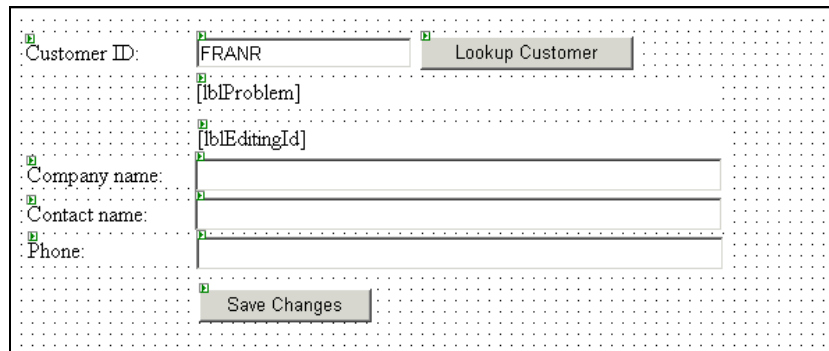 Customer ID: FRANR Lookup Customer
[lblProblem]
[lblEditingId]
Company name:
Contact name:
Phone:
Save Changes